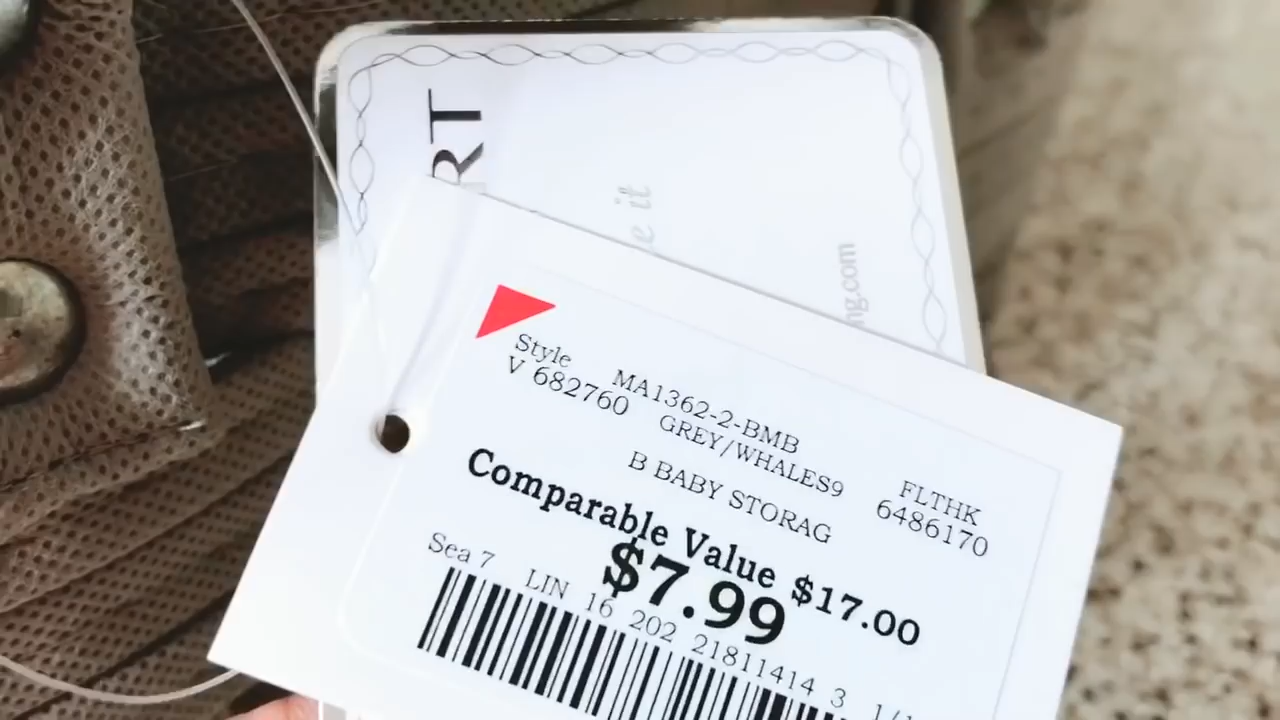 RT
e it
ng.com
Style MA1362-2-BMB FLTHK
V 682760 GREY/WHALES9 6486170
B BABY STORAG
Comparable Value $17.00
$7.99
Sea 7 LIN 16 202 21811414 3